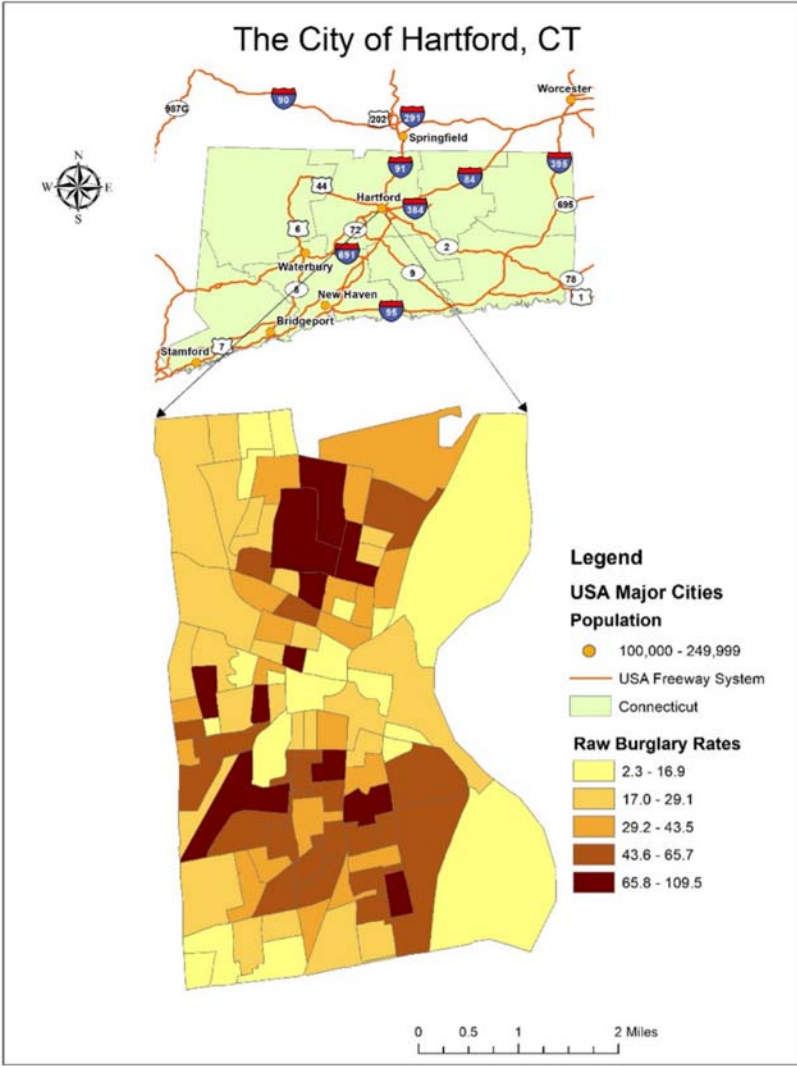 The City of Hartford, CT
Worcester
90
987G
202
291
Springfield
N
W E
S
91
84
395
44
Hartford
384
695
6
72
2
691
Waterbury
9
78
8
New Haven
1
95
Bridgeport
7
Stamford
Legend
USA Major Cities
Population
100,000 - 249,999
USA Freeway System
Connecticut
Raw Burglary Rates
2.3 - 16.9
17.0 - 29.1
29.2 - 43.5
43.6 - 65.7
65.8 - 109.5
0 0.5 1 2 Miles